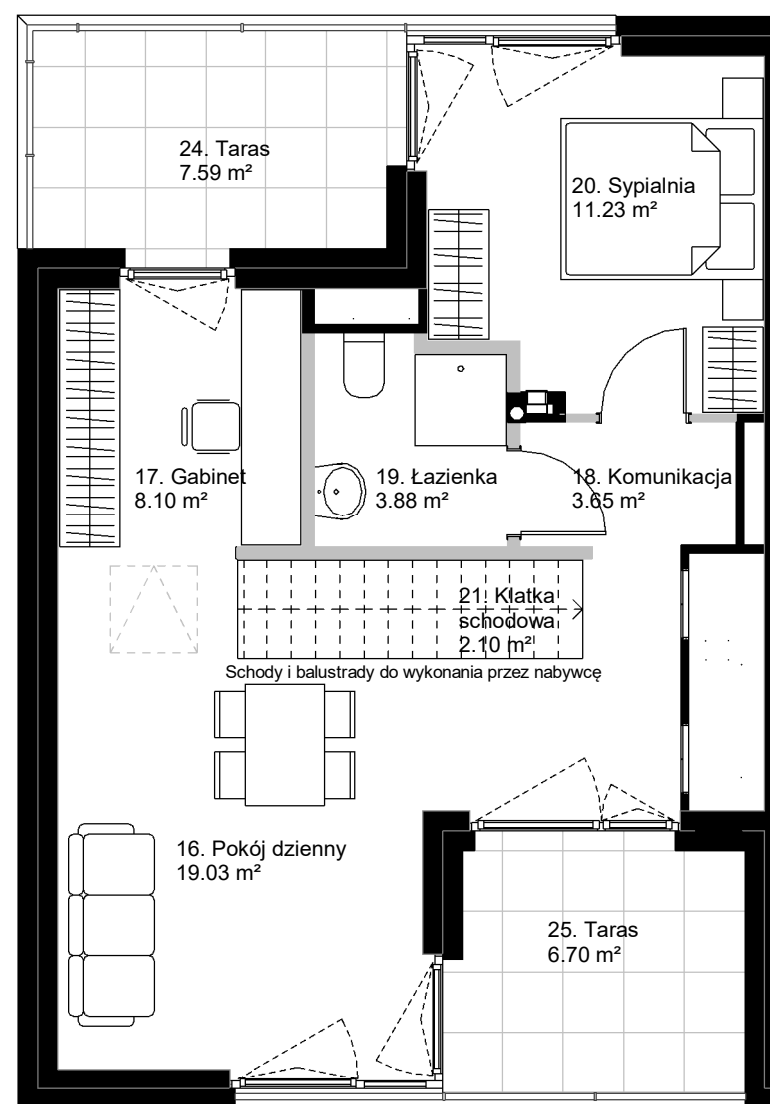 24. Taras
7.59 m²
20. Sypialnia
11.23 m²
17. Gabinet
8.10 m²
19. Łazienka
3.88 m²
18. Komunikacja
3.65 m²
21. Klatka
schodowa
2.10 m²
Schody i balustrady do wykonania przez nabywcę
16. Pokój dzienny
19.03 m²
25. Taras
6.70 m²